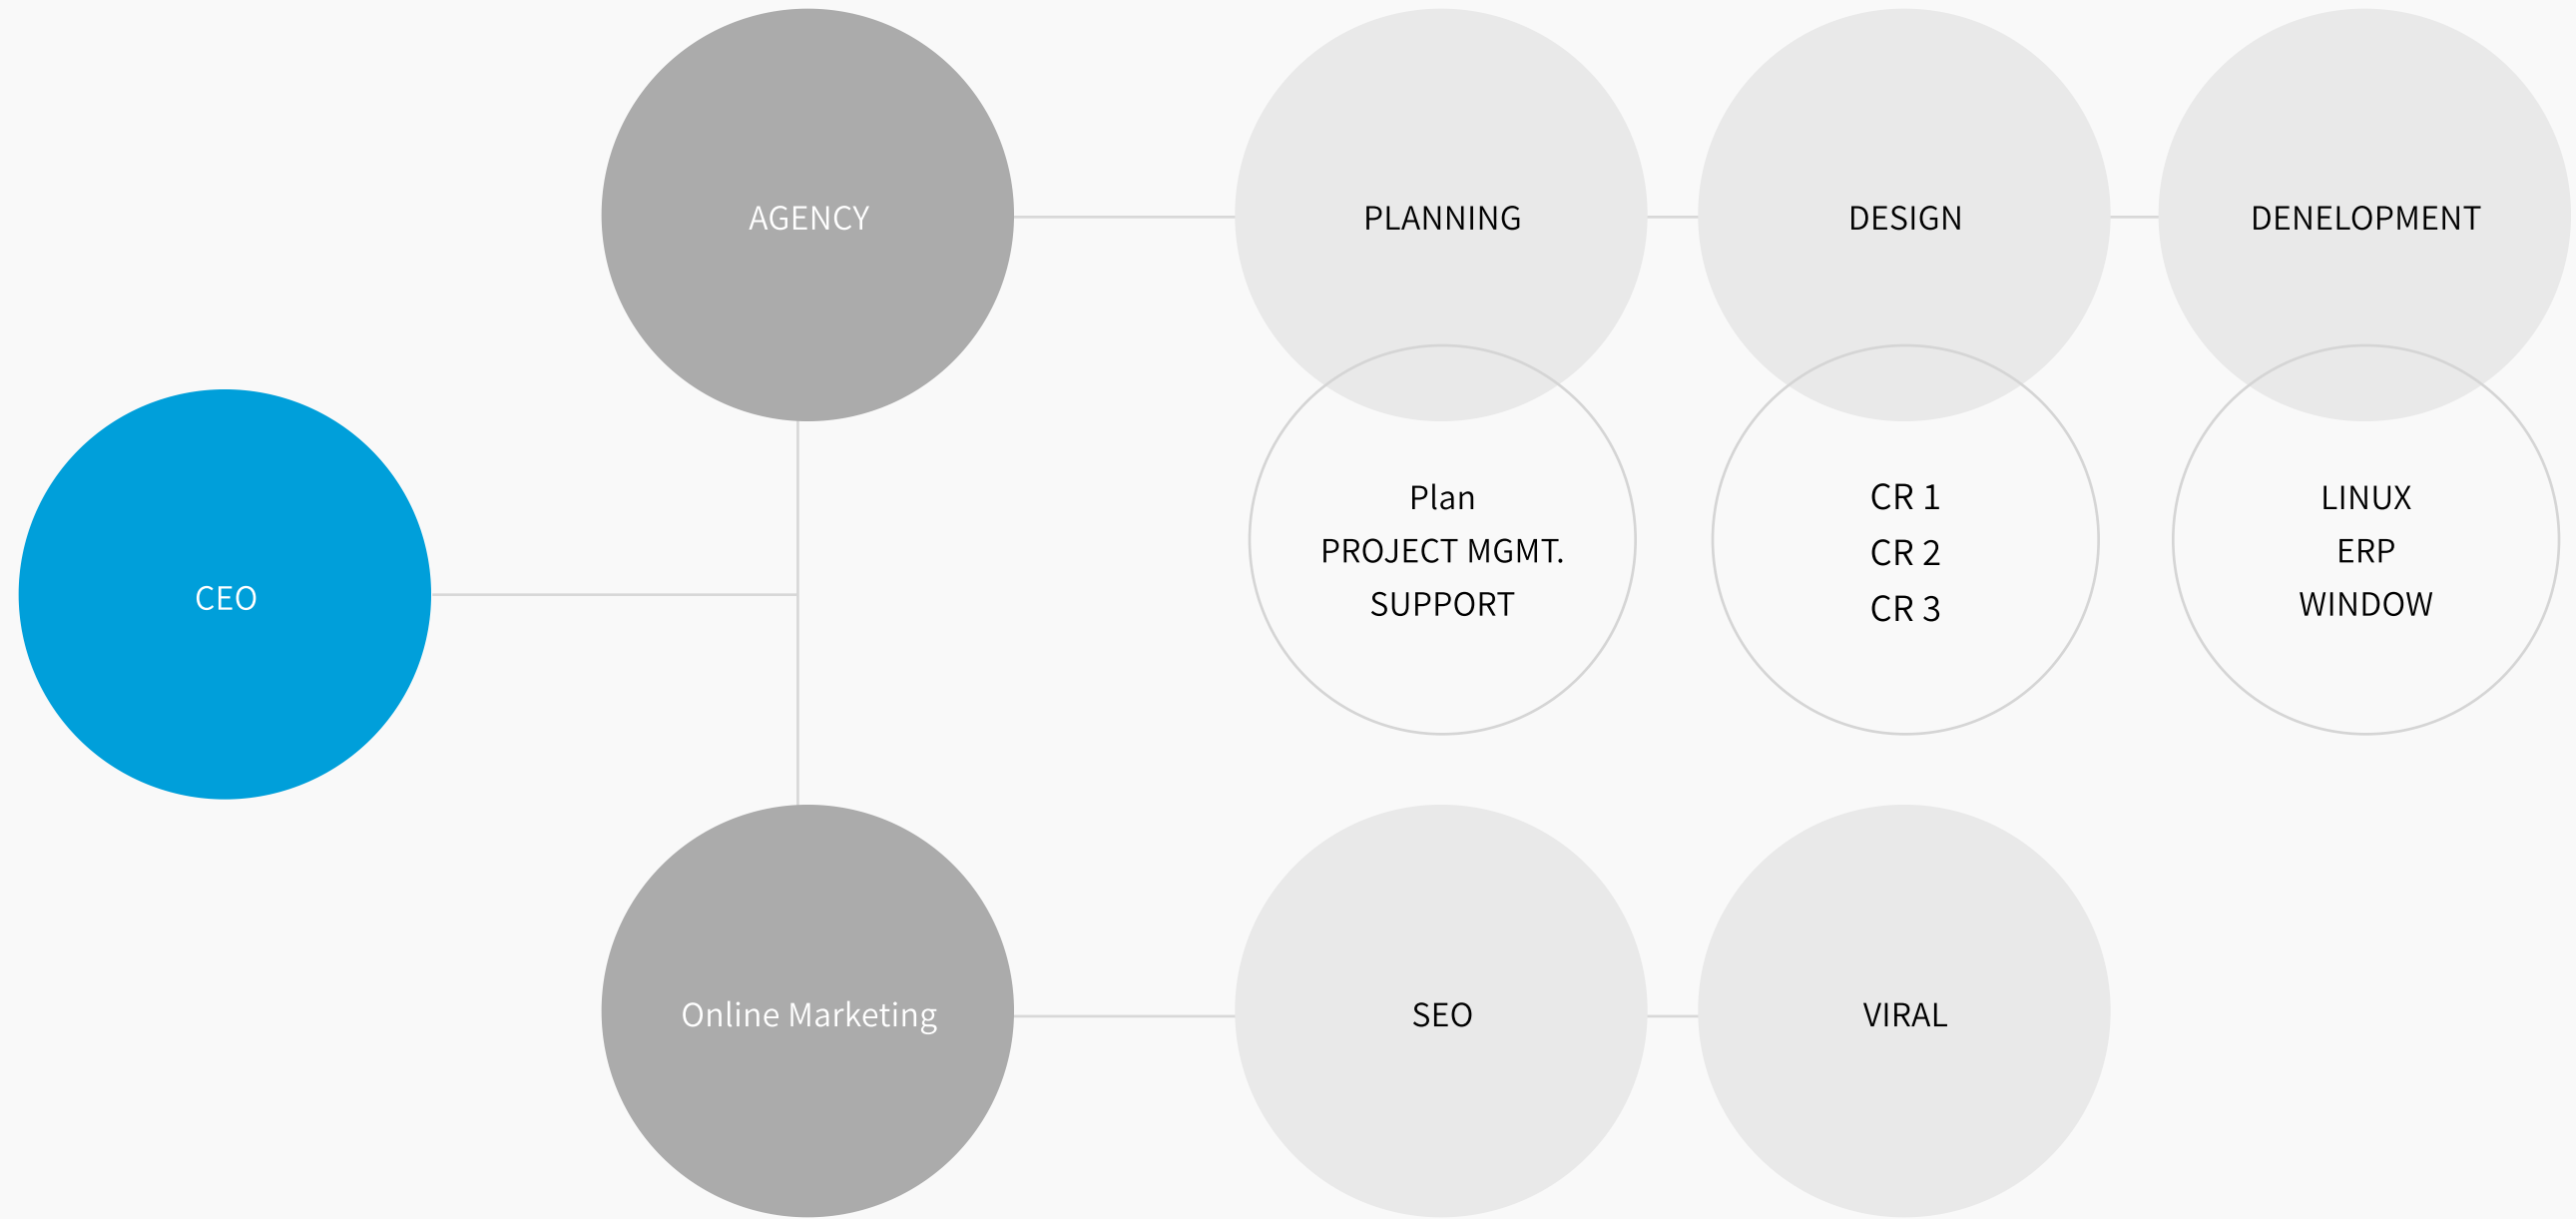 AGENCY
PLANNING
DESIGN
DENELOPMENT
Plan
PROJECT MGMT.
SUPPORT
CR 1
CR 2
CR 3
LINUX
ERP
WINDOW
CEO
Online Marketing
SEO
VIRAL